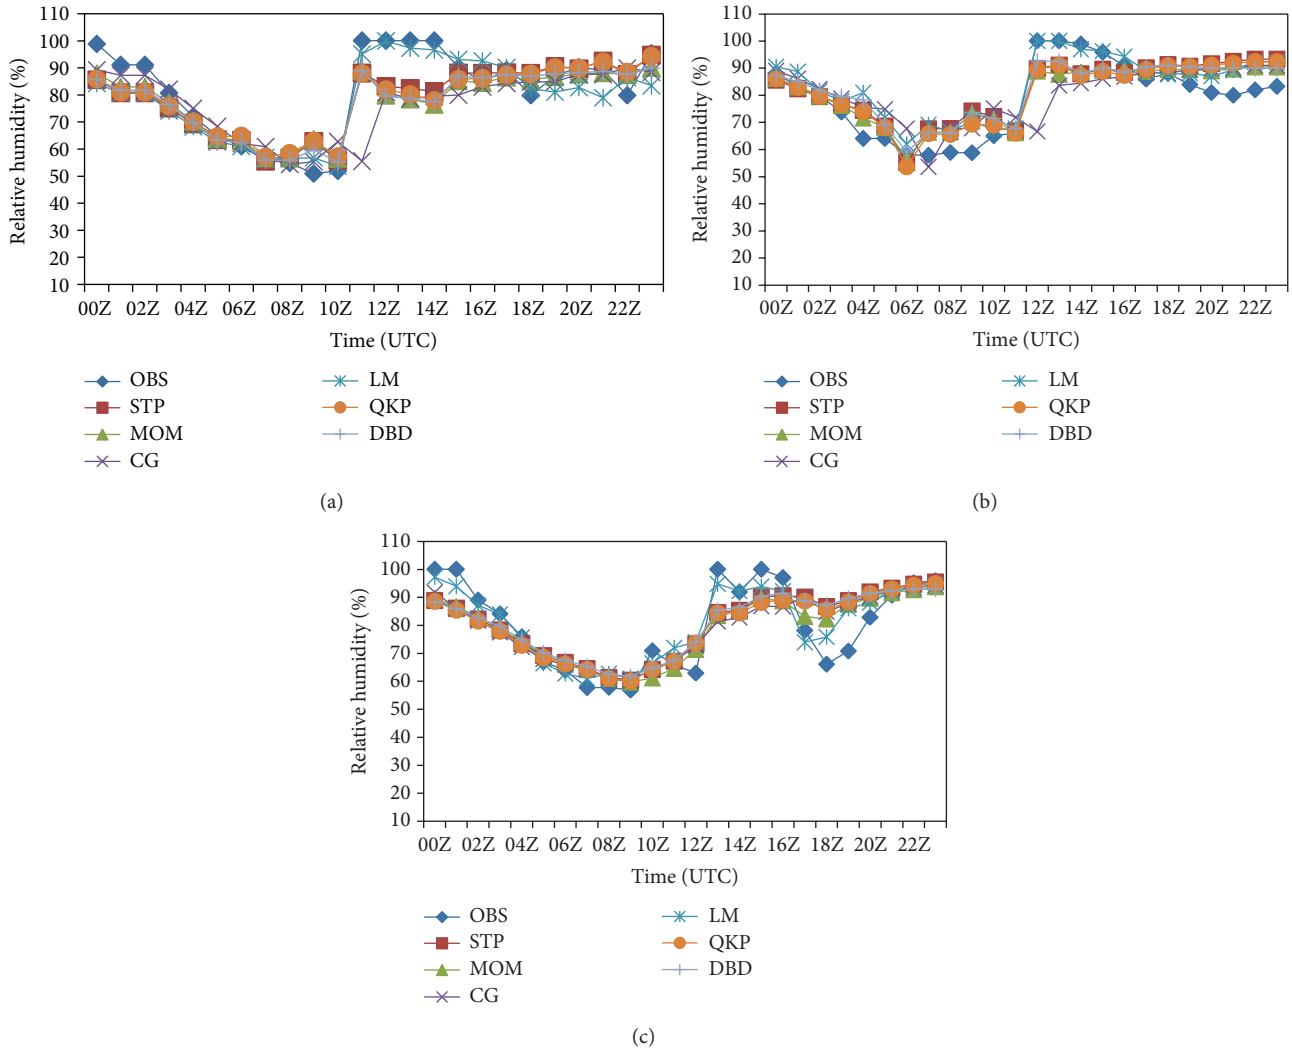 110
100
90
80
70
60
50
40
30
20
10
Relative humidity (%)
00Z 02Z 04Z 06Z 08Z 10Z 12Z 14Z 16Z 18Z 20Z 22Z
Time (UTC)
OBS
STP
MOM
CG
LM
QKP
DBD
(a)
110
100
90
80
70
60
50
40
30
20
10
Relative humidity (%)
00Z 02Z 04Z 06Z 08Z 10Z 12Z 14Z 16Z 18Z 20Z 22Z
Time (UTC)
OBS
STP
MOM
CG
LM
QKP
DBD
(b)
110
100
90
80
70
60
50
40
30
20
10
Relative humidity (%)
00Z 02Z 04Z 06Z 08Z 10Z 12Z 14Z 16Z 18Z 20Z 22Z
Time (UTC)
OBS
STP
MOM
CG
LM
QKP
DBD
(c)